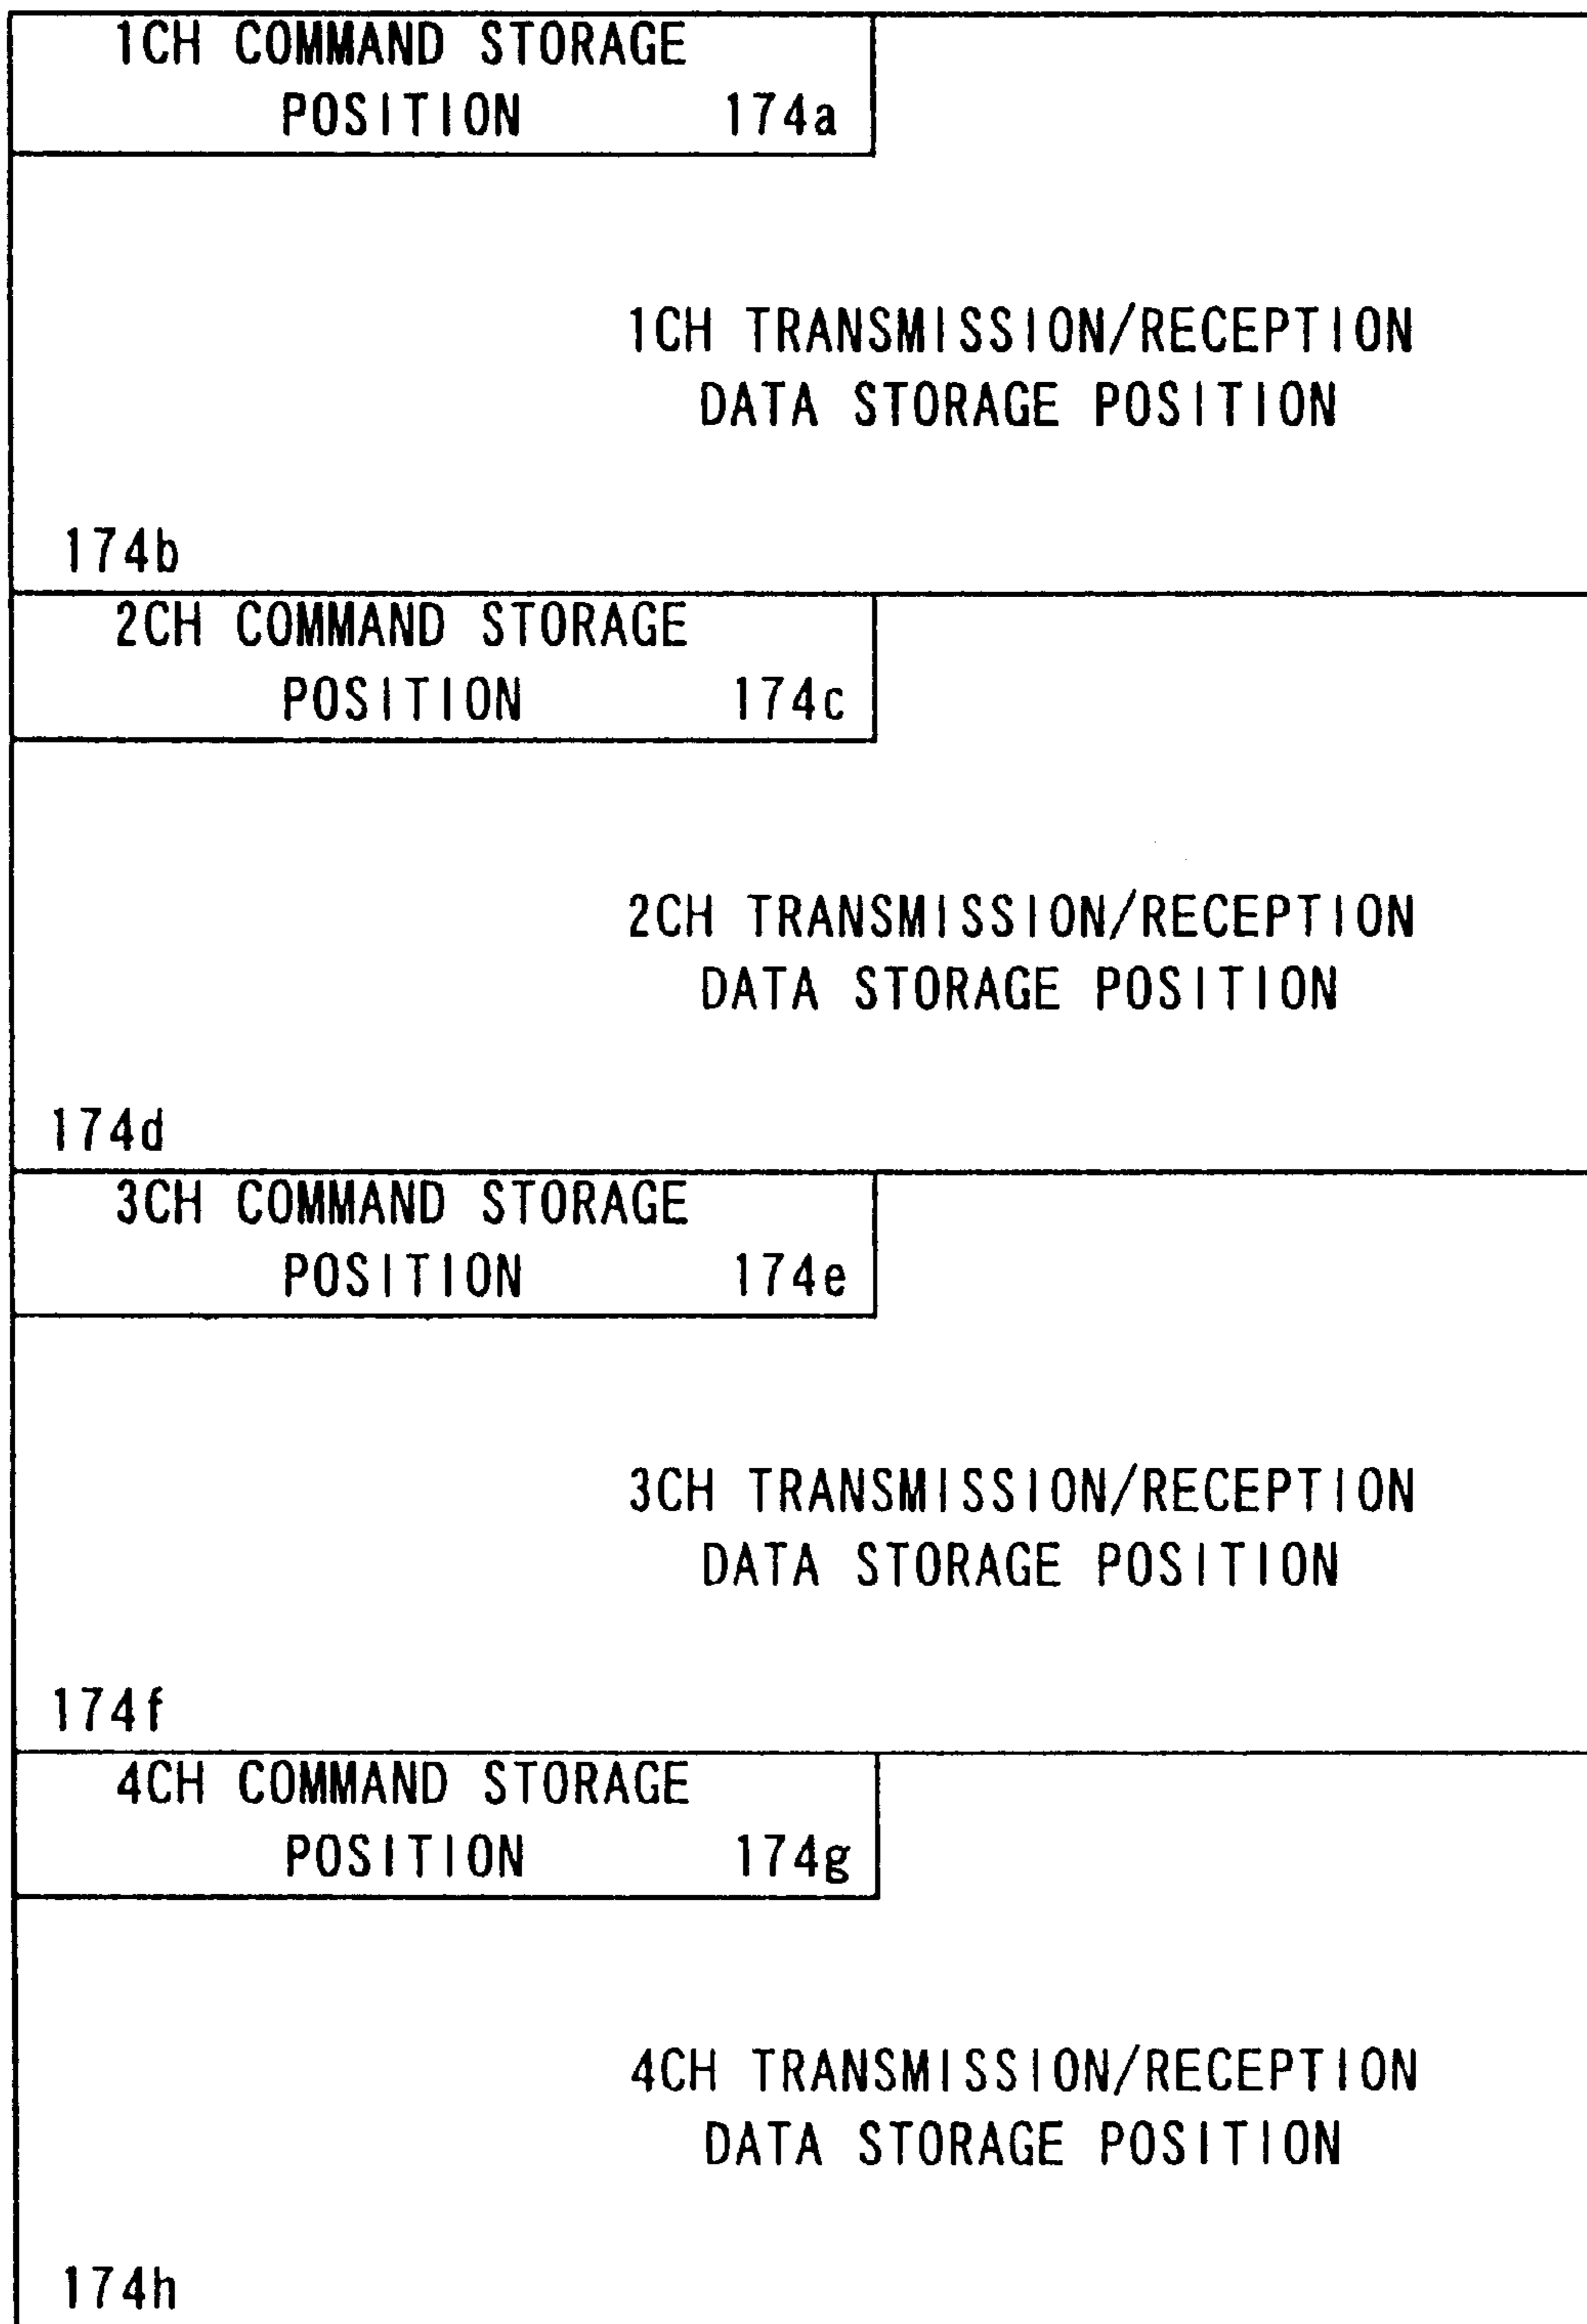 1CH COMMAND STORAGE
POSITION 174a
1CH TRANSMISSION/RECEPTION
DATA STORAGE POSITION
174b
2CH COMMAND STORAGE
POSITION 174c
2CH TRANSMISSION/RECEPTION
DATA STORAGE POSITION
174d
3CH COMMAND STORAGE
POSITION 174e
3CH TRANSMISSION/RECEPTION
DATA STORAGE POSITION
174f
4CH COMMAND STORAGE
POSITION 174g
4CH TRANSMISSION/RECEPTION
DATA STORAGE POSITION
174h